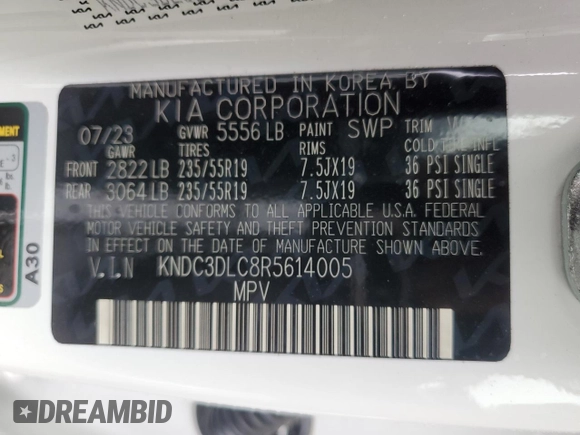 MANUFACTURED IN KOREA BY
KIA CORPORATION
07/23 GVWR 5556 LB PAINT SWP TRIM
GAWR TIRES RIMS COLD TIRE INFL
FRONT 2822 LB 235/55R19 7.5JX19 36 PSI SINGLE
REAR 3064 LB 235/55R19 7.5JX19 36 PSI SINGLE
THIS VEHICLE CONFORMS TO ALL APPLICABLE U.S.A. FEDERAL
MOTOR VEHICLE SAFETY AND THEFT PREVENTION STANDARDS
IN EFFECT ON THE DATE OF MANUFACTURE SHOWN ABOVE.
V.I.N KNDC3DLC8R5614005
MPV
A30
DREAMBID